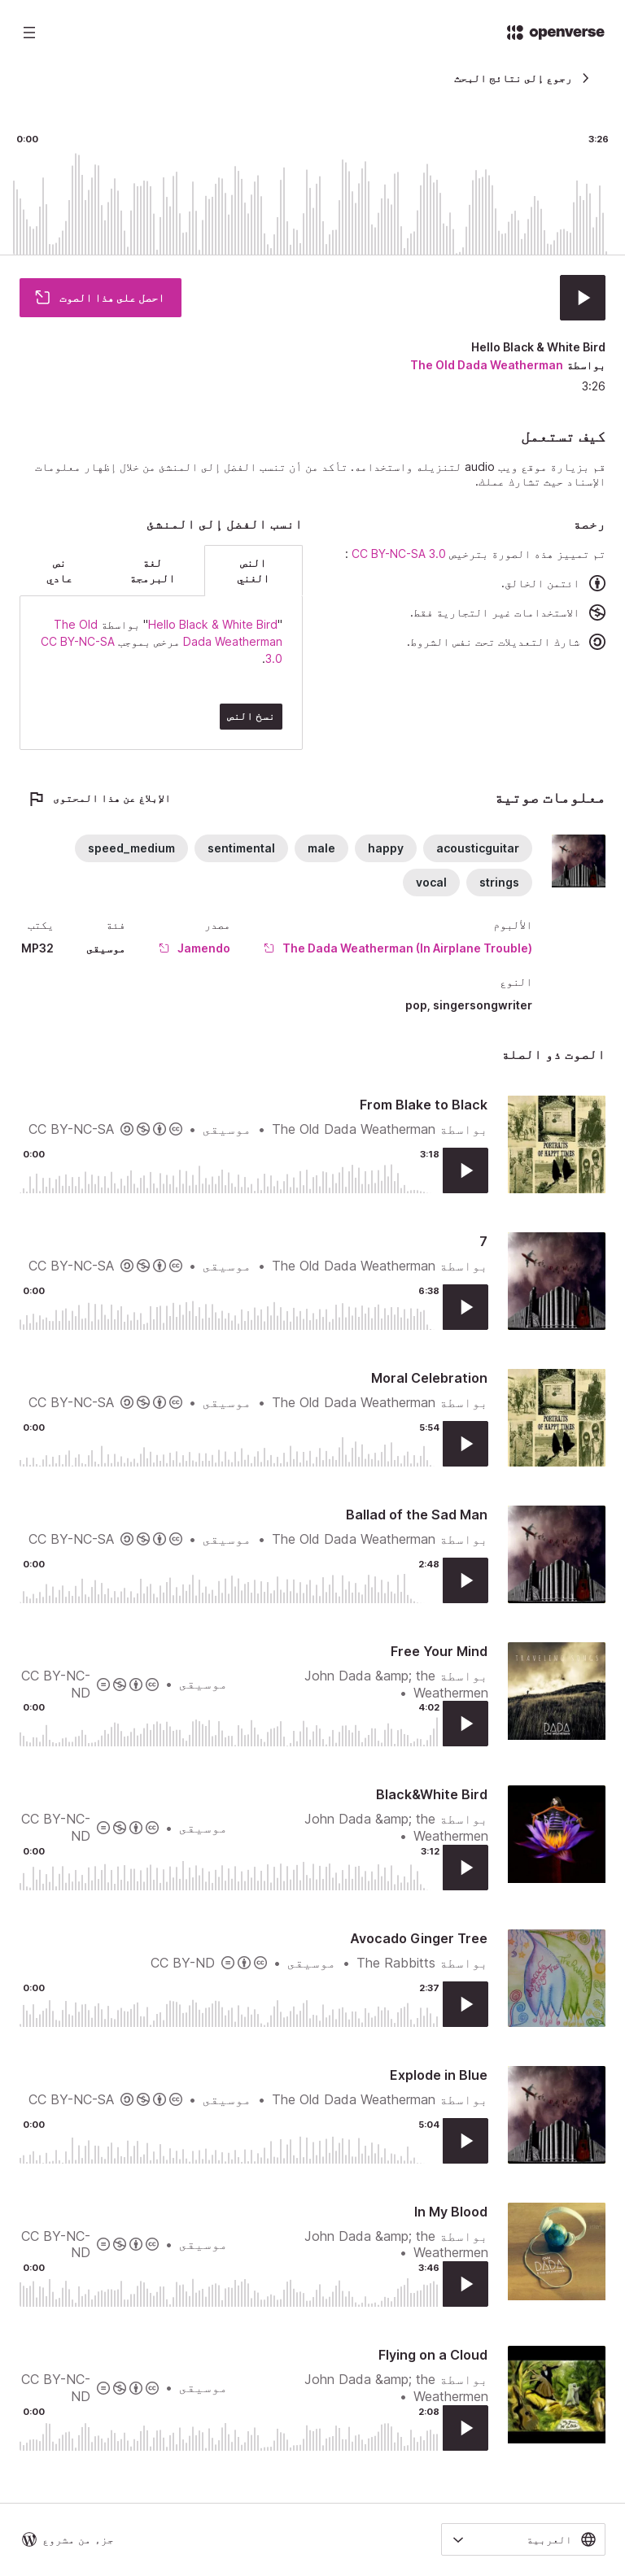 openverse
رجوع إلى نتائج البحث
0:00
3:26
احصل على هذا الصوت
Hello Black & White Bird
بواسطة The Old Dada Weatherman
3:26
كيف تستعمل
قم بزيارة موقع ويب audio لتنزيله واستخدامه. تأكد من أن تنسب الفضل إلى المنشئ من خلال إظهار معلومات
الإسناد حيث تشارك عملك.
رخصة
تم تمييز هذه الصورة بترخيص CC BY-NC-SA 3.0 :
ائتمن الخالق.
الاستخدامات غير التجارية فقط.
شارك التعديلات تحت نفس الشروط.
انسب الفضل إلى المنشئ
النص الغني
لغة البرمجة
نص عادي
"Hello Black & White Bird" بواسطة The Old
Dada Weatherman مرخص بموجب CC BY-NC-SA
3.0.
نسخ النص
معلومات صوتية
الإبلاغ عن هذا المحتوى
acousticguitar
happy
male
sentimental
speed_medium
strings
vocal
الألبوم
The Dada Weatherman (In Airplane Trouble)
مصدر
Jamendo
فئة
موسيقى
يكتب
MP32
النوع
pop, singersongwriter
الصوت ذو الصلة
From Blake to Black
بواسطة The Old Dada Weatherman • موسيقى • CC BY-NC-SA
0:00
3:18
PORTRAITS
OF HAPPY TIMES
7
بواسطة The Old Dada Weatherman • موسيقى • CC BY-NC-SA
0:00
6:38
Moral Celebration
بواسطة The Old Dada Weatherman • موسيقى • CC BY-NC-SA
0:00
5:54
PORTRAITS
OF HAPPY TIMES
Ballad of the Sad Man
بواسطة The Old Dada Weatherman • موسيقى • CC BY-NC-SA
0:00
2:48
Free Your Mind
بواسطة John Dada &amp; the
Weathermen •
موسيقى •
CC BY-NC-
ND
0:00
4:02
DADA
Black&White Bird
بواسطة John Dada &amp; the
Weathermen •
موسيقى •
CC BY-NC-
ND
0:00
3:12
Avocado Ginger Tree
بواسطة The Rabbitts • موسيقى • CC BY-ND
0:00
2:37
Explode in Blue
بواسطة The Old Dada Weatherman • موسيقى • CC BY-NC-SA
0:00
5:04
In My Blood
بواسطة John Dada &amp; the
Weathermen •
موسيقى •
CC BY-NC-
ND
0:00
3:46
DADA
Flying on a Cloud
بواسطة John Dada &amp; the
Weathermen •
موسيقى •
CC BY-NC-
ND
0:00
2:08
العربية
جزء من مشروع